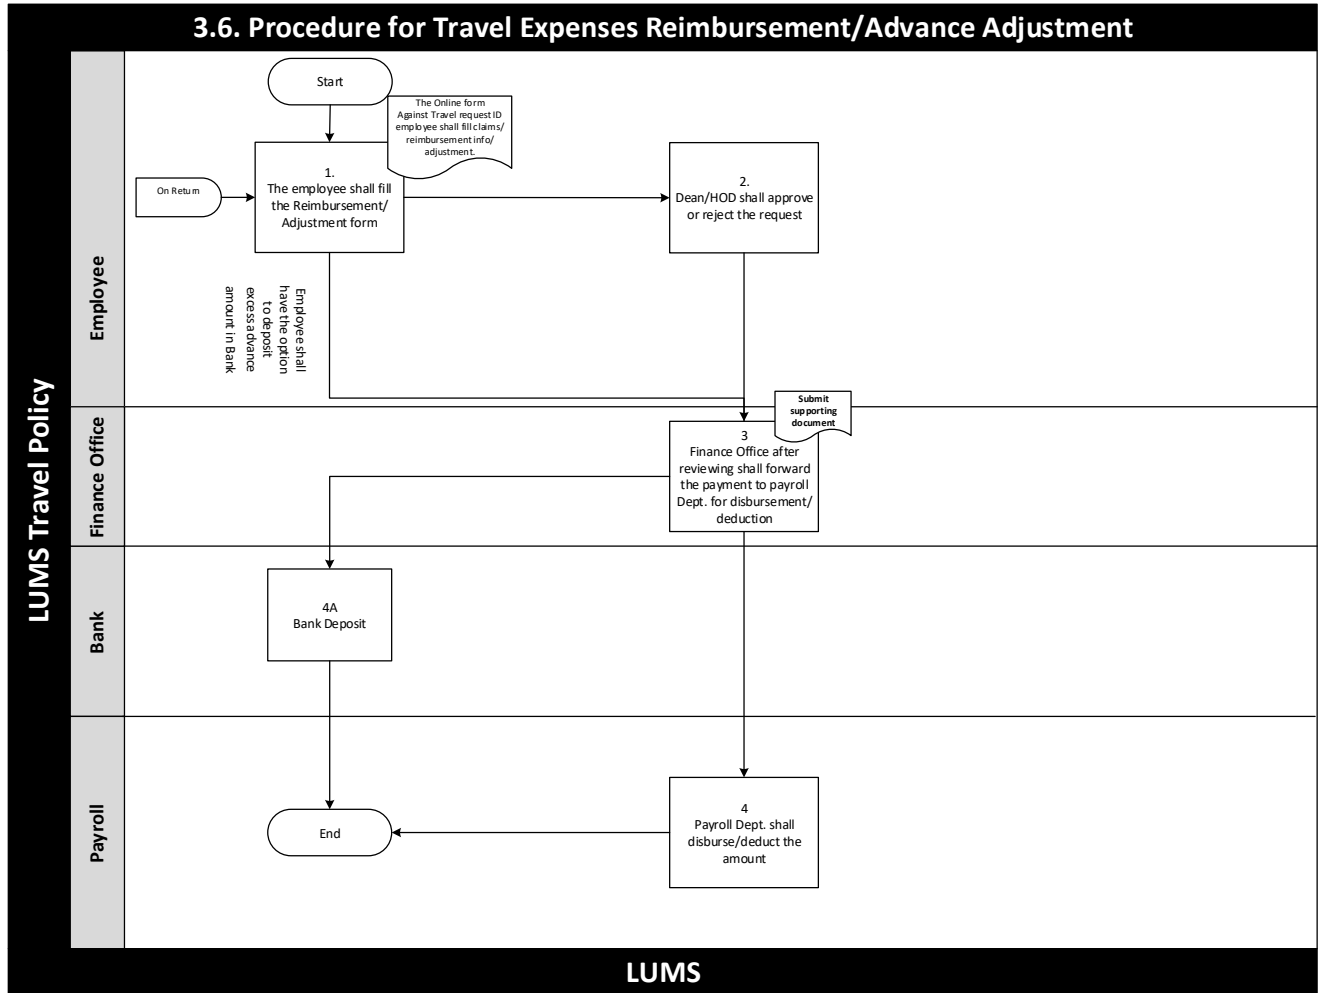 3.6. Procedure for Travel Expenses Reimbursement/Advance Adjustment
LUMS Travel Policy
Employee
Start
The Online form
Against Travel request ID
employee shall fill claims/
reimbursement info/
adjustment.
On Return
1.
The employee shall fill
the Reimbursement/
Adjustment form
2.
Dean/HOD shall approve
or reject the request
Employee shall
have the option
to deposit
excess advance
amount in Bank
Finance Office
Submit
supporting
document
3
Finance Office after
reviewing shall forward
the payment to payroll
Dept. for disbursement/
deduction
Bank
4A
Bank Deposit
Payroll
End
4
Payroll Dept. shall
disburse/deduct the
amount
LUMS